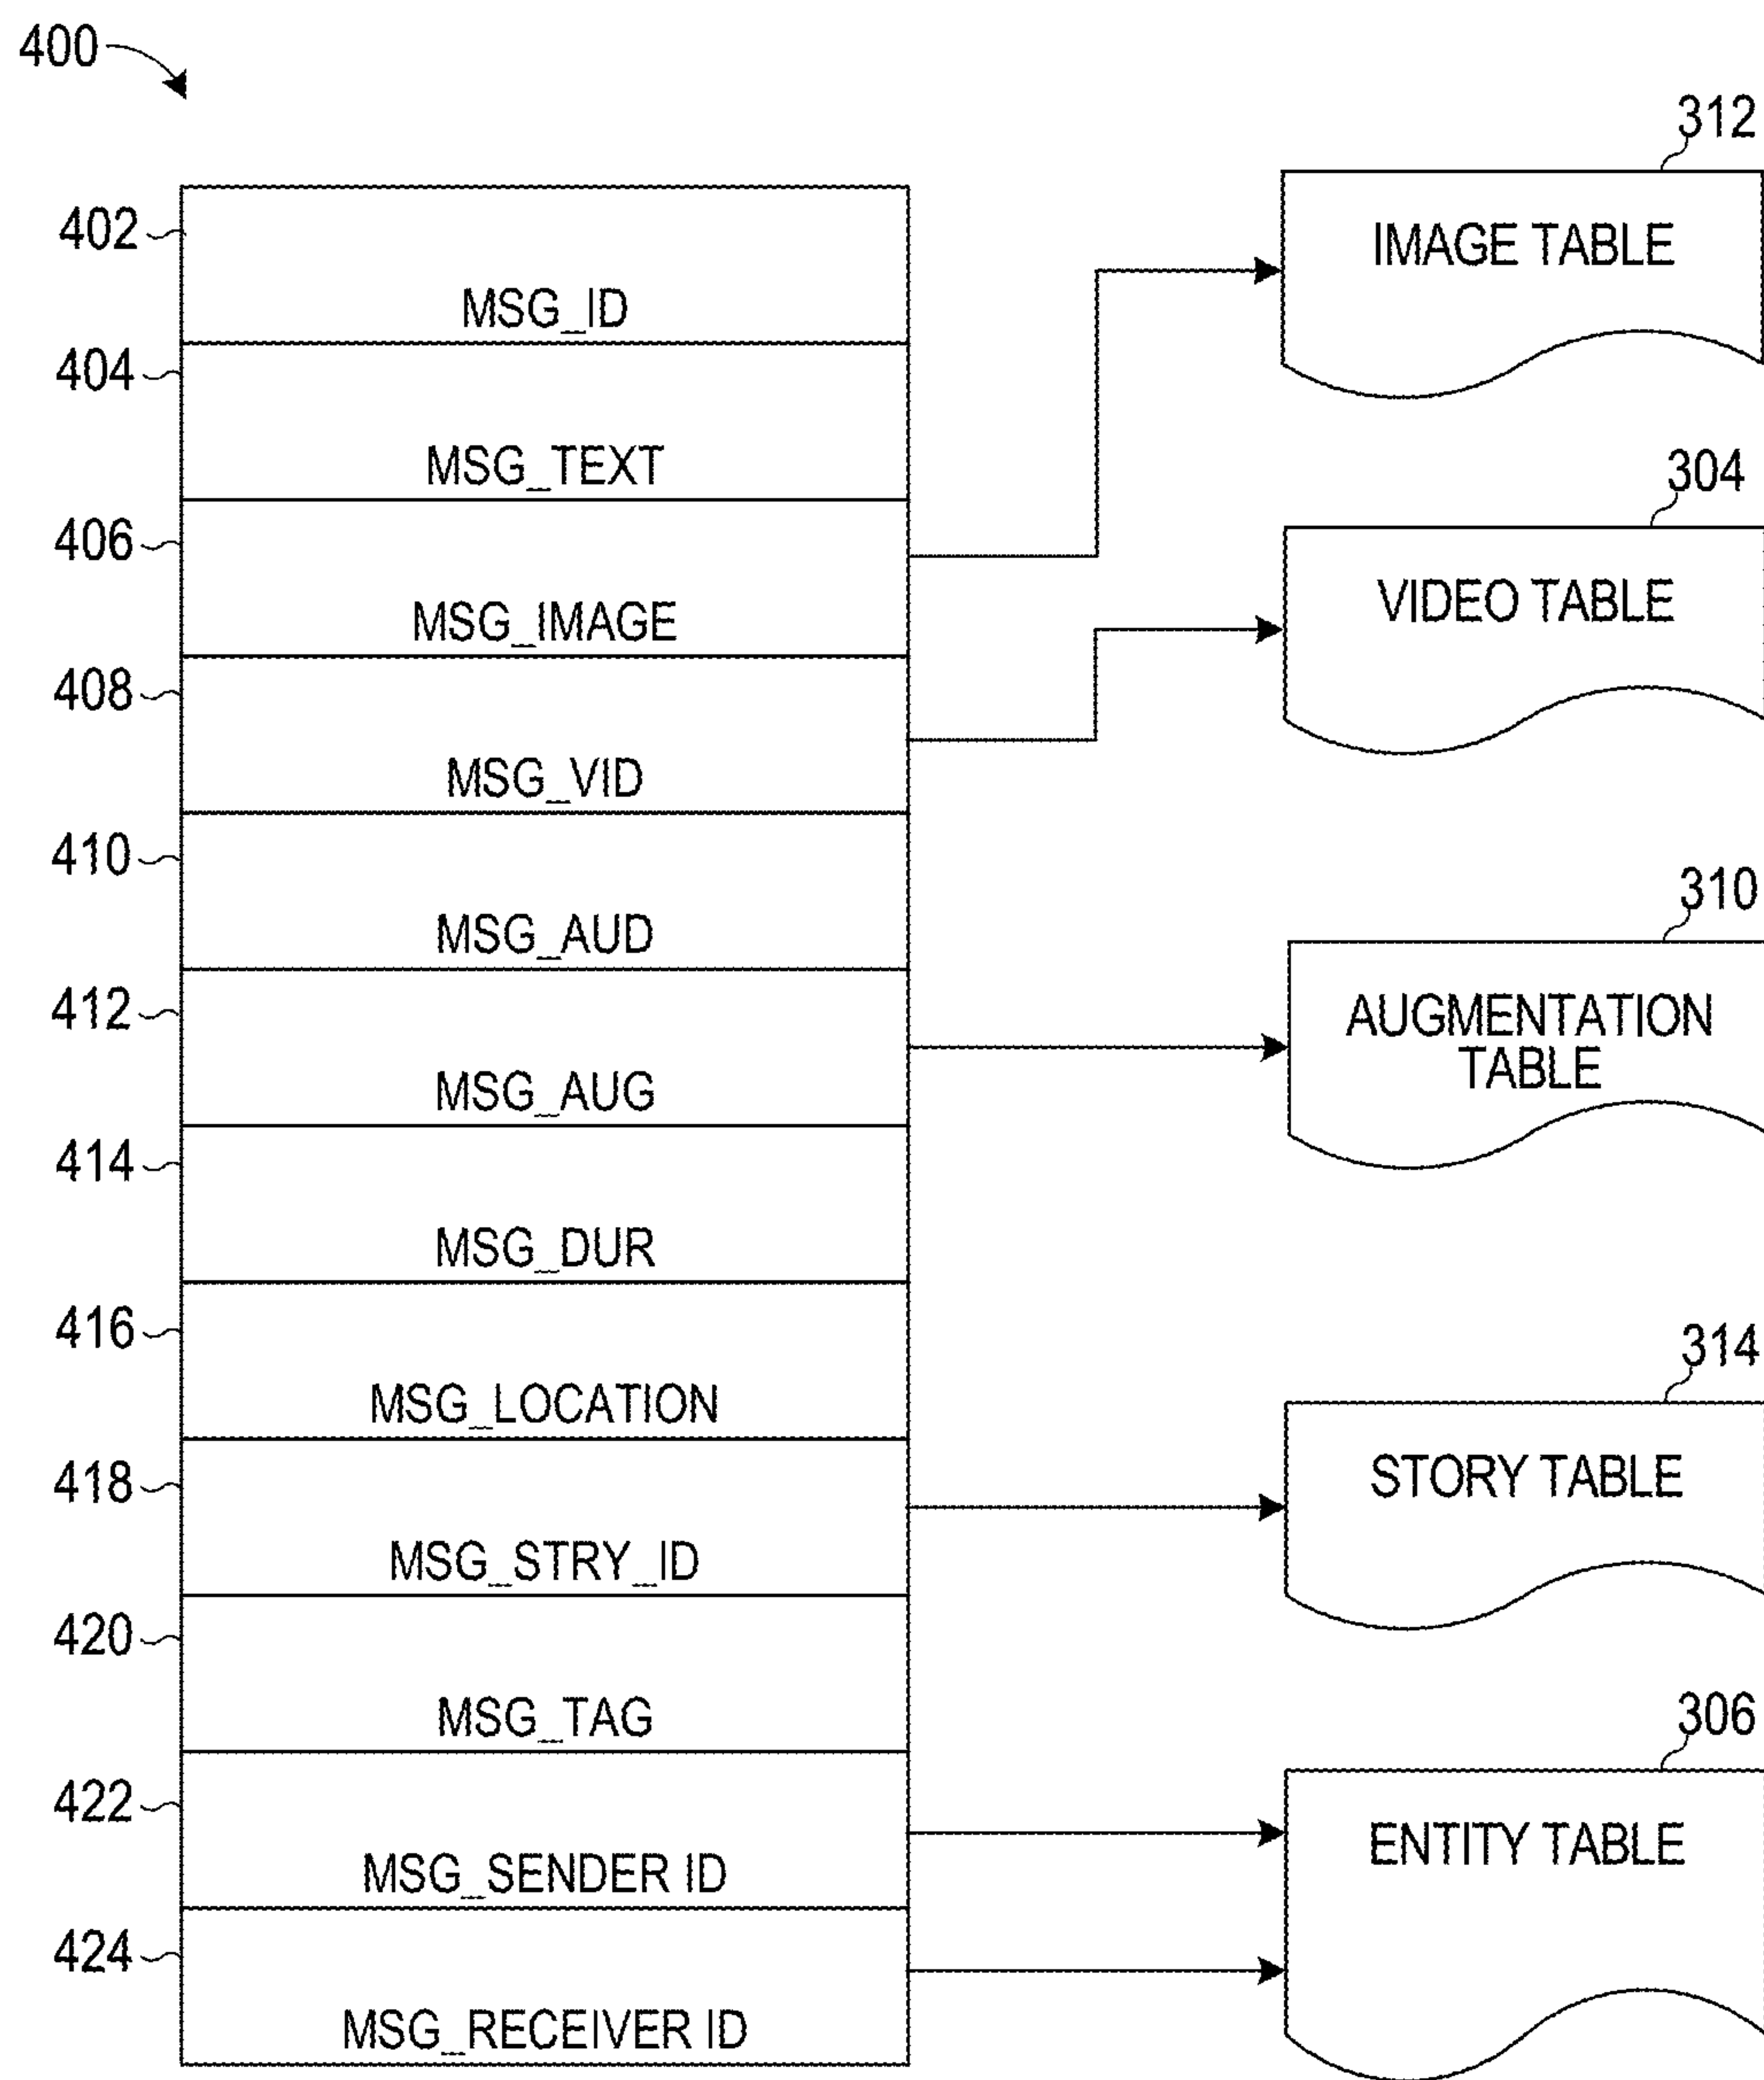 400
312
402
IMAGE TABLE
MSG_ID
404
MSG_TEXT
304
406
VIDEO TABLE
MSG_IMAGE
408
MSG_VID
410
310
MSG_AUD
412
AUGMENTATION
TABLE
MSG_AUG
414
MSG_DUR
416
314
MSG_LOCATION
418
STORY TABLE
MSG_STRY_ID
420
MSG_TAG
306
422
ENTITY TABLE
MSG_SENDER ID
424
MSG_RECEIVER ID